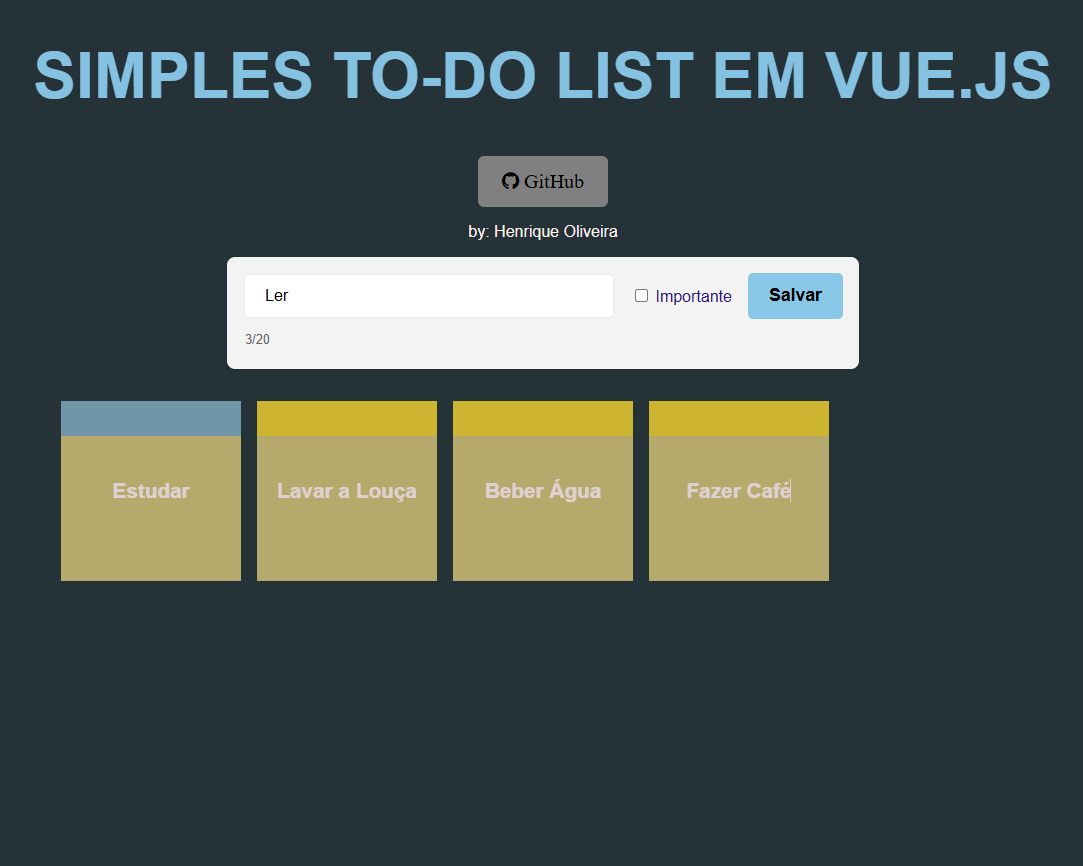 SIMPLES TO-DO LIST EM VUE.JS
GitHub
by: Henrique Oliveira
Ler
Importante
Salvar
3/20
Estudar
Lavar a Louça
Beber Água
Fazer Café